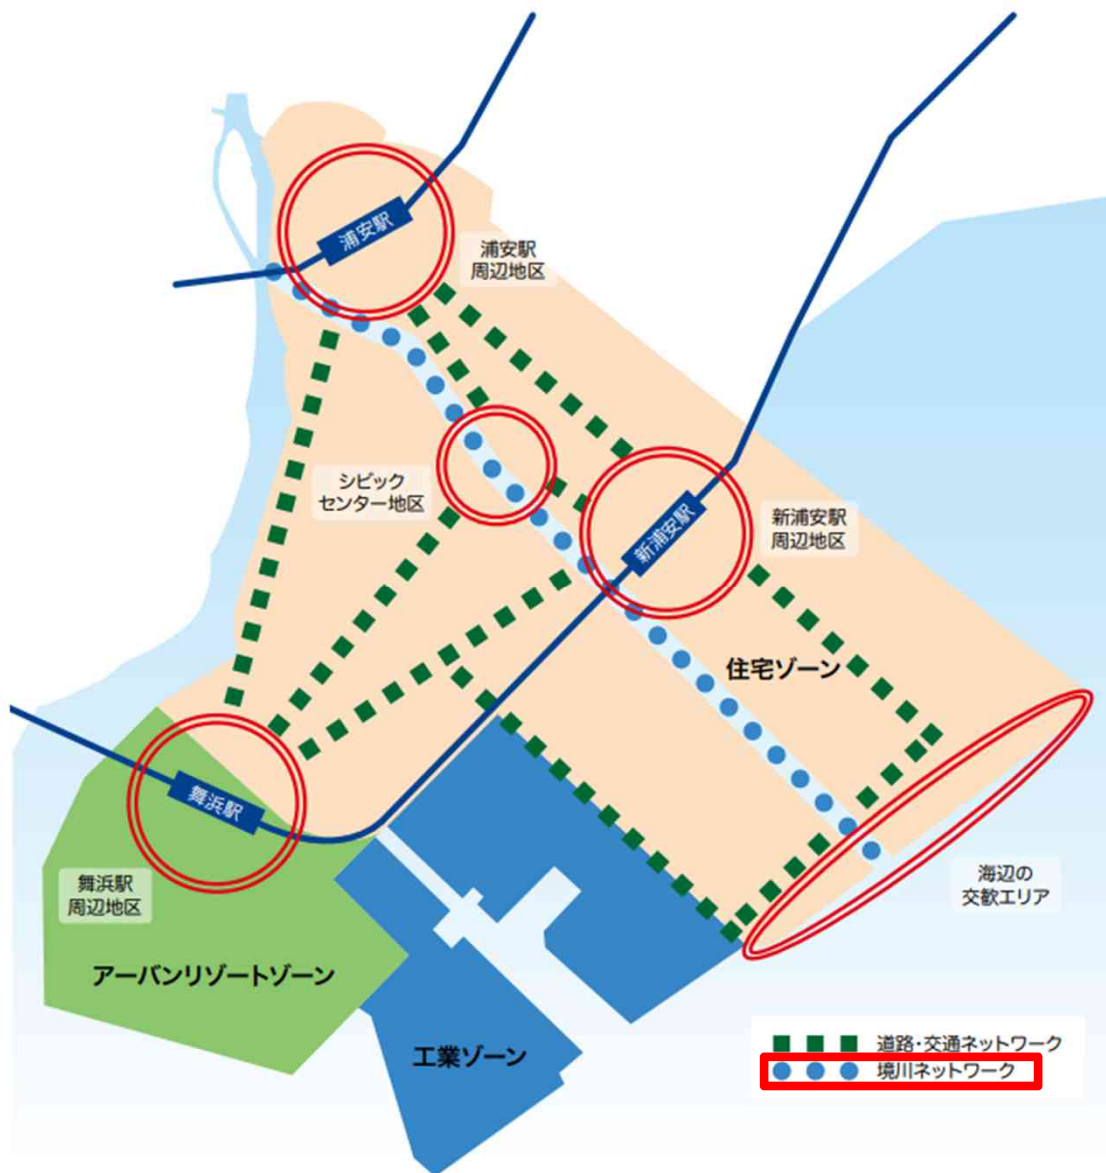 浦安駅
浦安駅
周辺地区
シビック
センター地区
新浦安駅
新浦安駅
周辺地区
住宅ゾーン
舞浜駅
舞浜駅
周辺地区
海辺の
交歓エリア
アーバンリゾートゾーン
工業ゾーン
道路・交通ネットワーク
境川ネットワーク